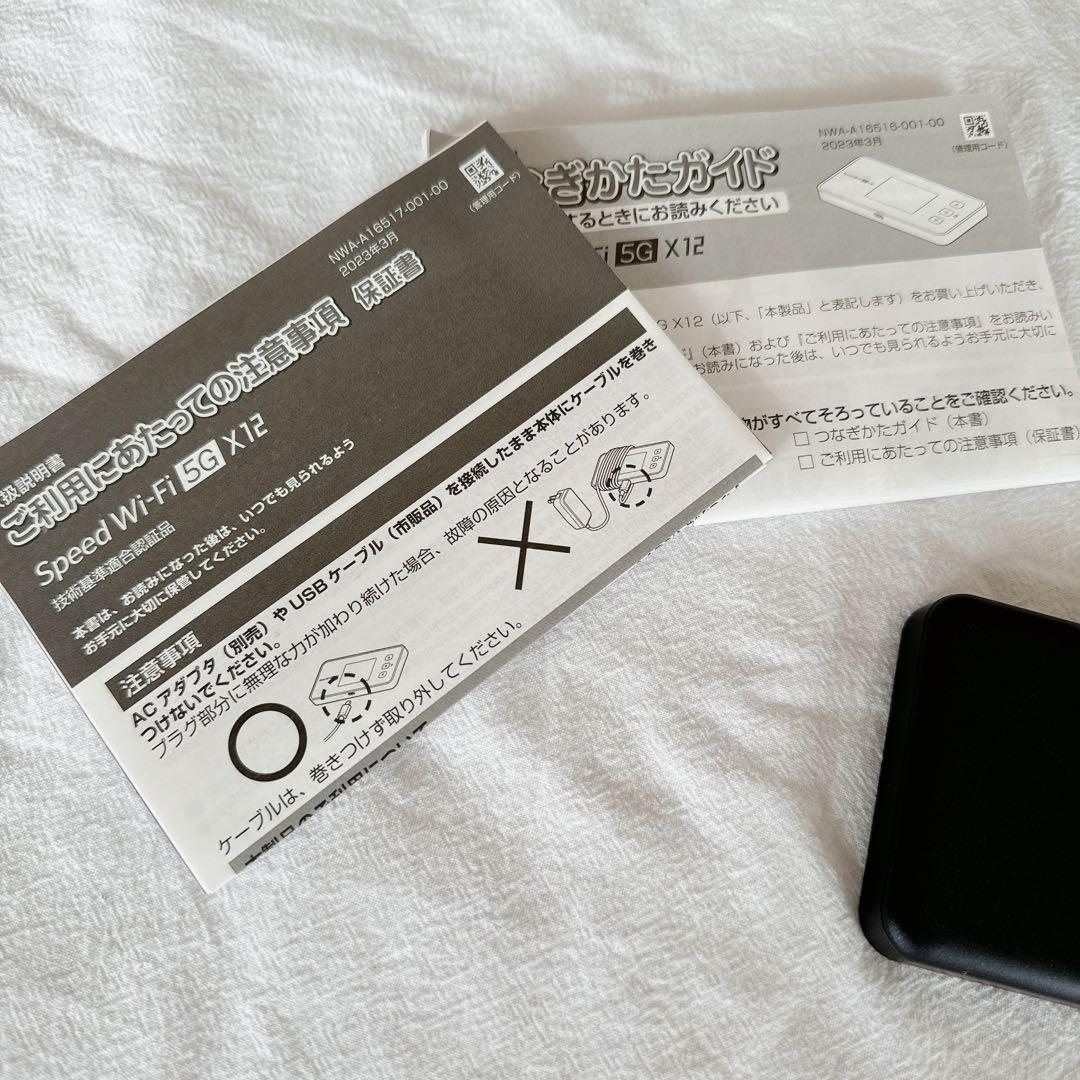 NWA-A16517-001-00
2023年3月
(管理用コード)
扱説明書
ご利用にあたっての注意事項 保証書
Speed Wi-Fi 5G X12
技術基準適合認証品
本書は、お読みになった後は、いつでも見られるよう
お手元に大切に保管してください。
注意事項
ACアダプタ(別売)やUSBケーブル(市販品)を接続したまま本体にケーブルを巻き
つけないでください。
プラグ部分に無理な力が加わり続けた場合、故障の原因となることがあります。
ケーブルは、巻きつけず取り外してください。
NWA-A16516-001-00
2023年3月
(管理用コード)
ぎかたガイド
するときにお読みください
Fi 5G X12
G X12(以下、「本製品」と表記します)をお買い上げいただき、
」(本書)および『ご利用にあたっての注意事項』をお読みい
お読みになった後は、いつでも見られるようお手元に大切に
物がすべてそろっていることをご確認ください。
□ つなぎかたガイド(本書)
□ ご利用にあたっての注意事項(保証書)